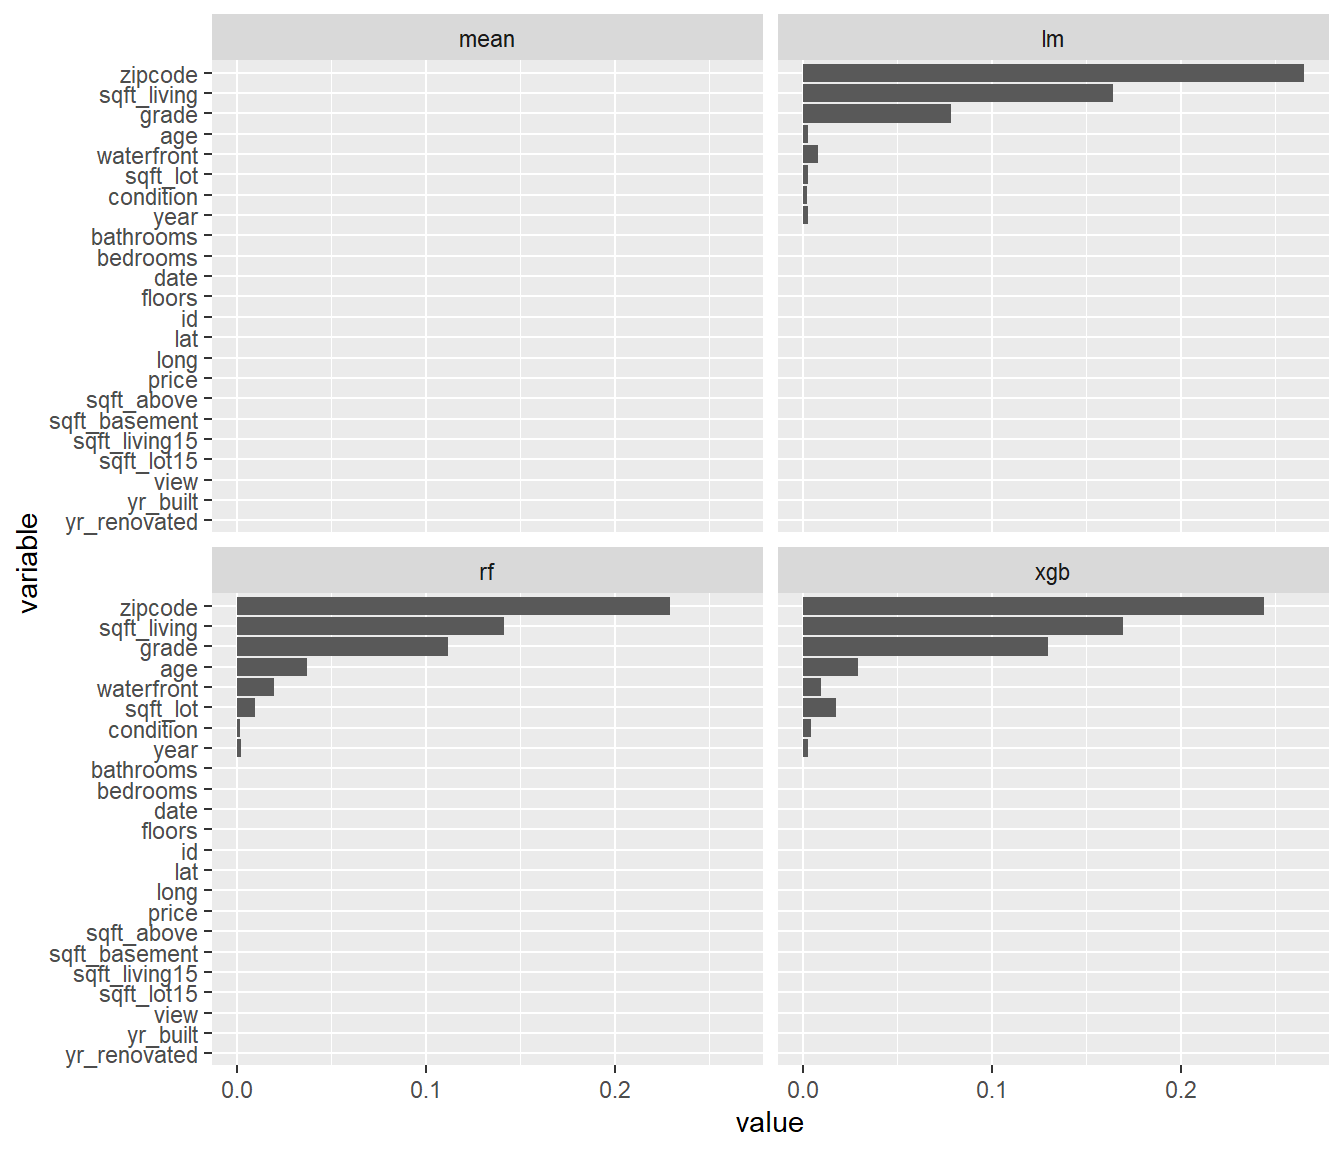 mean
lm
zipcode
sqft_living
grade
age
waterfront
sqft_lot
condition
year
bathrooms
bedrooms
date
floors
id
lat
long
price
sqft_above
sqft_basement
sqft_living15
sqft_lot15
view
yr_built
yr_renovated
variable
rf
xgb
zipcode
sqft_living
grade
age
waterfront
sqft_lot
condition
year
bathrooms
bedrooms
date
floors
id
lat
long
price
sqft_above
sqft_basement
sqft_living15
sqft_lot15
view
yr_built
yr_renovated
0.0 0.1 0.2
0.0 0.1 0.2
value